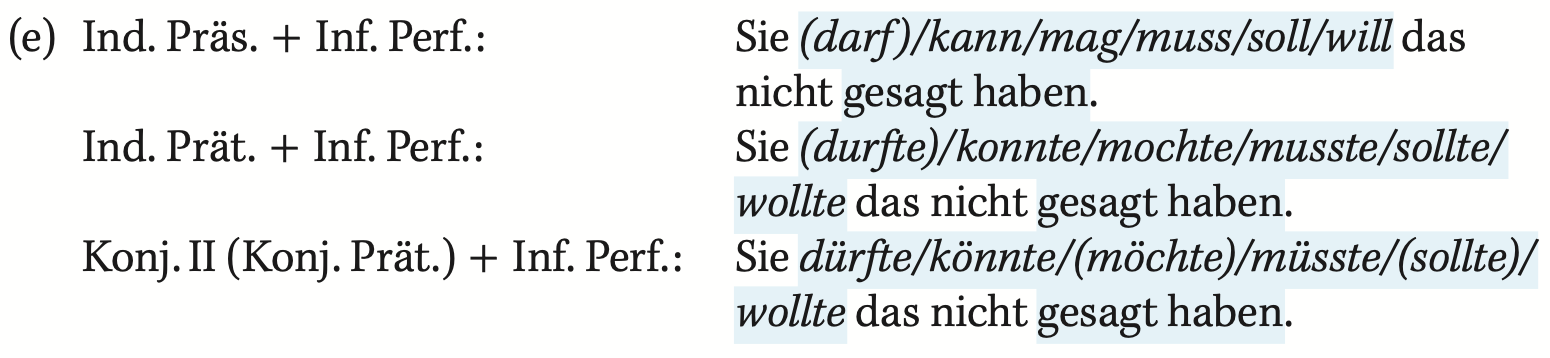 (e) Ind. Präs. + Inf. Perf.: Sie (darf)/kann/mag/muss/soll/will das
nicht gesagt haben.
Ind. Prät. + Inf. Perf.: Sie (durfte)/konnte/mochte/musste/sollte/
wollte das nicht gesagt haben.
Konj. II (Konj. Prät.) + Inf. Perf.: Sie dürfte/könnte/(möchte)/müsste/(sollte)/
wollte das nicht gesagt haben.